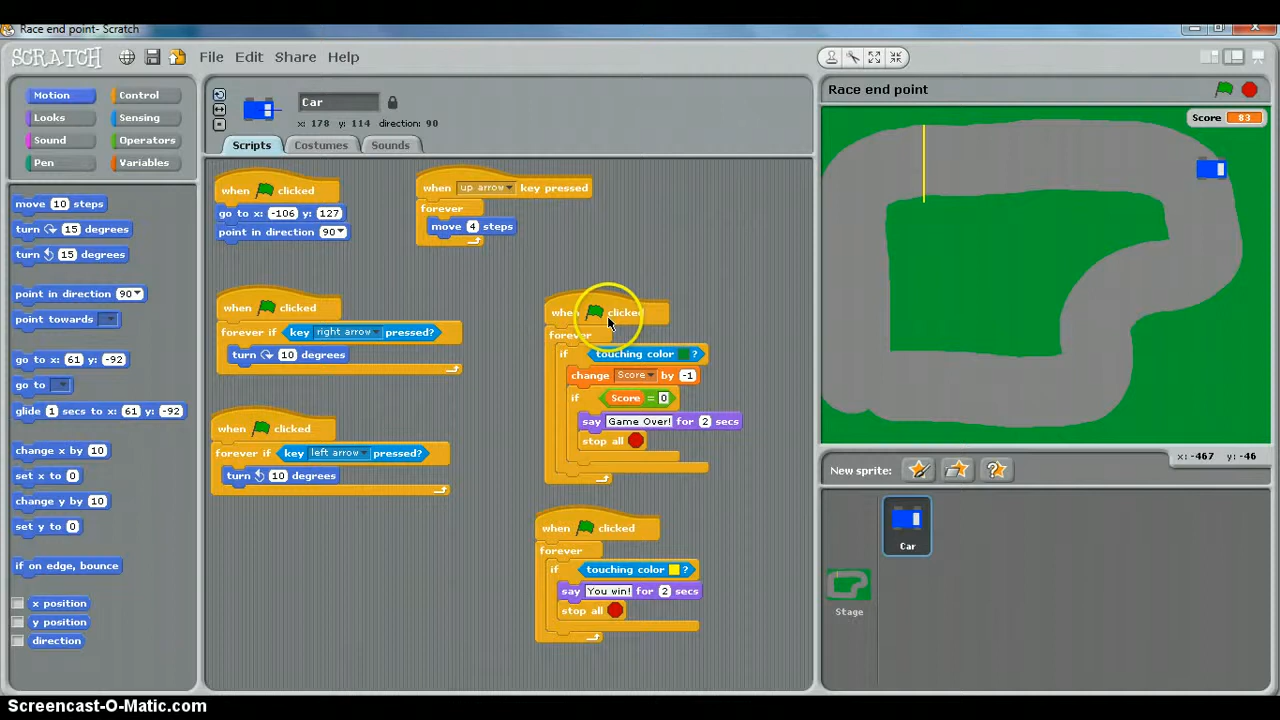 Race end point- Scratch
SCRATCH File Edit Share Help
Motion Control
Looks Sensing
Sound Operators
Pen Variables
move 10 steps
turn 15 degrees
turn 15 degrees
point in direction 90
point towards
go to x: 61 y: -92
go to
glide 1 secs to x: 61 y: -92
change x by 10
set x to 0
change y by 10
set y to 0
if on edge, bounce
x position
y position
direction
Car
x: 178 y: 114 direction: 90
Scripts Costumes Sounds
when clicked
go to x: -106 y: 127
point in direction 90
when up arrow key pressed
forever
move 4 steps
when clicked
forever if key right arrow pressed?
turn 10 degrees
when clicked
forever if key left arrow pressed?
turn 10 degrees
when clicked
forever
if touching color ?
change Score by -1
if Score = 0
say Game Over! for 2 secs
stop all
when clicked
forever
if touching color ?
say You win! for 2 secs
stop all
Race end point
Score 83
x: -467 y: -46
New sprite:
Car
Stage
Screencast-O-Matic.com